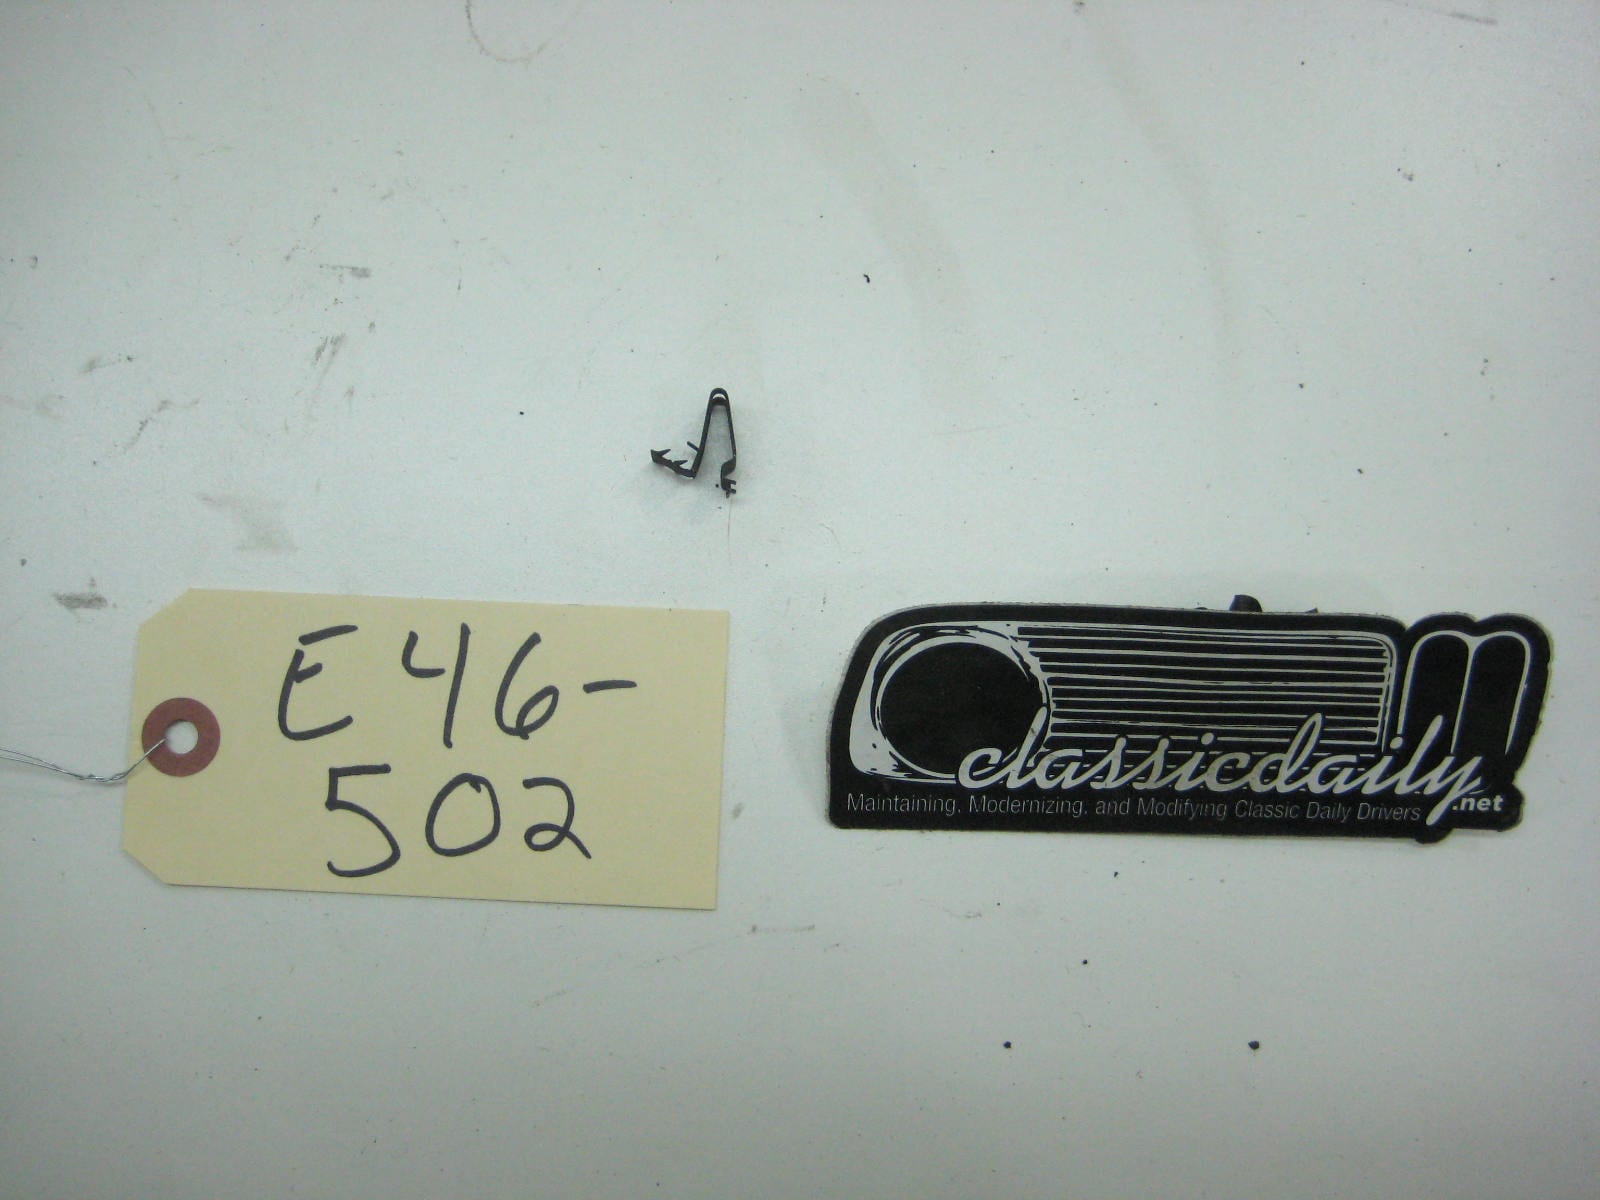 E46-
502
classicdaily.net
Maintaining, Modernizing, and Modifying Classic Daily Drivers